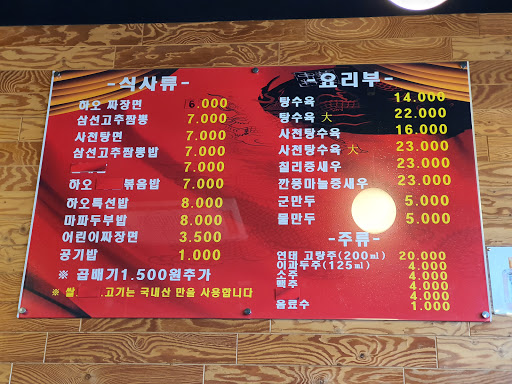 -식사류-
하오 짜장면 6.000
삼선고추짬뽕 7.000
사천탕면 7.000
삼선고추짬뽕밥 7.000
7.000
하오 볶음밥 7.000
하오특선밥 8.000
마파두부밥 8.000
어린이짜장면 3.500
공기밥 1.000
※ 곱배기1.500원추가
※ 쌀 고기는 국내산 만을 사용합니다
-요리부-
탕수육 14.000
탕수육 大 22.000
사천탕수육 16.000
사천탕수육 大 23.000
칠리중새우 23.000
깐풍마늘중새우 23.000
군만두 5.000
물만두 5.000
-주류-
연태 고량주(200㎖) 20.000
이과두주(125㎖) 4.000
소주 4.000
맥주 4.000
4.000
음료수 1.000